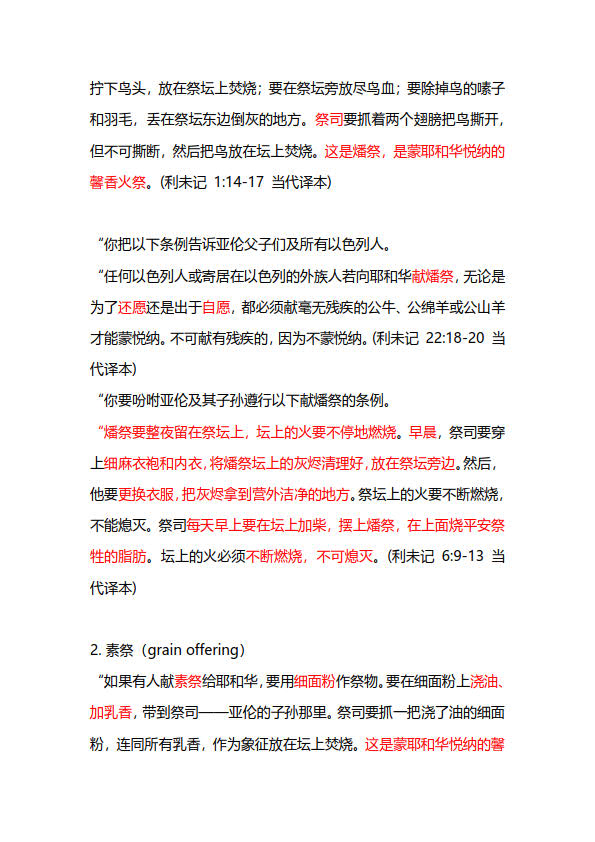 拧下鸟头，放在祭坛上焚烧；要在祭坛旁放尽鸟血；要除掉鸟的嗉子
和羽毛，丢在祭坛东边倒灰的地方。祭司要抓着两个翅膀把鸟撕开，
但不可撕断，然后把鸟放在坛上焚烧。这是燔祭，是蒙耶和华悦纳的
馨香火祭。(利未记 1:14-17 当代译本)
“你把以下条例告诉亚伦父子们及所有以色列人。
“任何以色列人或寄居在以色列的外族人若向耶和华献燔祭，无论是
为了还愿还是出于自愿，都必须献毫无残疾的公牛、公绵羊或公山羊
才能蒙悦纳。不可献有残疾的，因为不蒙悦纳。(利未记 22:18-20 当
代译本)
“你要吩咐亚伦及其子孙遵行以下献燔祭的条例。
“燔祭要整夜留在祭坛上，坛上的火要不停地燃烧。早晨，祭司要穿
上细麻衣袍和内衣，将燔祭坛上的灰烬清理好，放在祭坛旁边。然后，
他要更换衣服，把灰烬拿到营外洁净的地方。祭坛上的火要不断燃烧，
不能熄灭。祭司每天早上要在坛上加柴，摆上燔祭，在上面烧平安祭
牲的脂肪。坛上的火必须不断燃烧，不可熄灭。(利未记 6:9-13 当
代译本)
2. 素祭（grain offering）
“如果有人献素祭给耶和华，要用细面粉作祭物。要在细面粉上浇油、
加乳香，带到祭司——亚伦的子孙那里。祭司要抓一把浇了油的细面
粉，连同所有乳香，作为象征放在坛上焚烧。这是蒙耶和华悦纳的馨